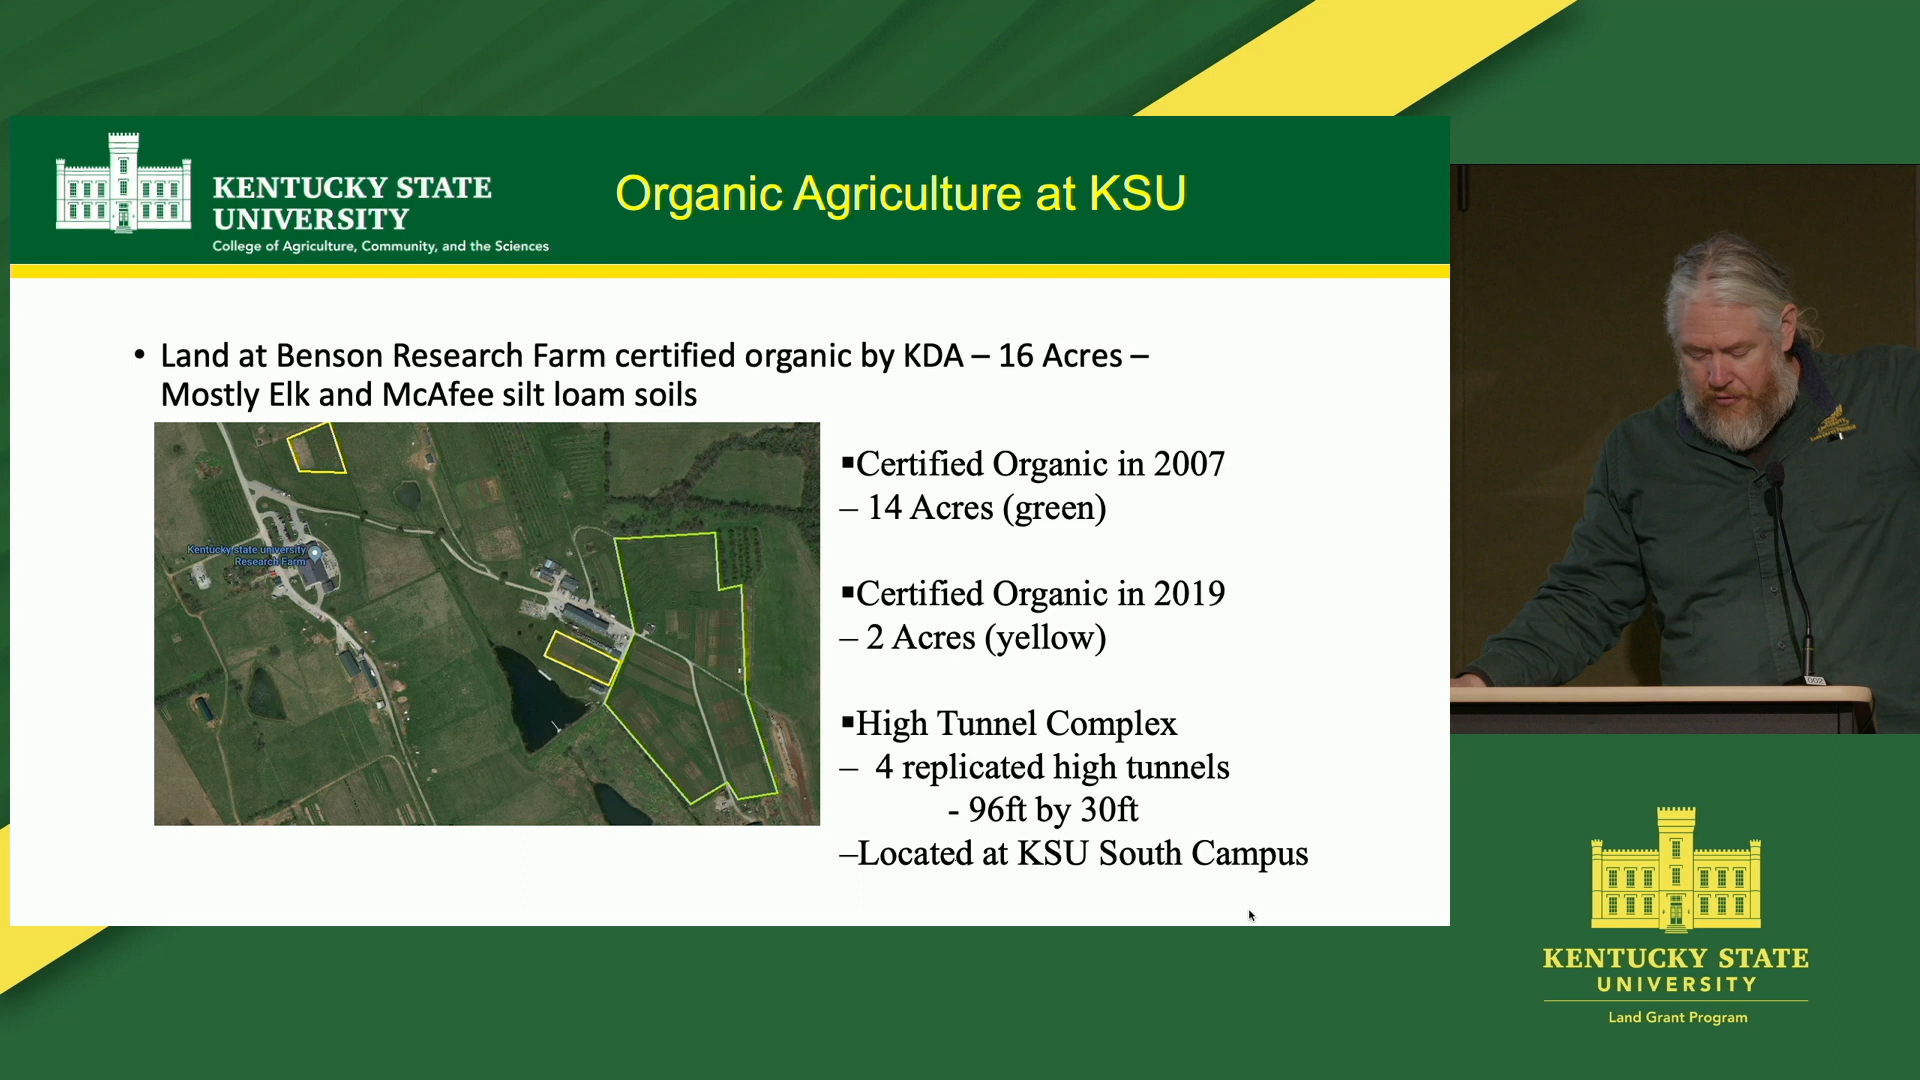 KENTUCKY STATE
UNIVERSITY
College of Agriculture, Community, and the Sciences
Organic Agriculture at KSU
• Land at Benson Research Farm certified organic by KDA – 16 Acres –
Mostly Elk and McAfee silt loam soils
Kentucky state university
Research Farm
▪Certified Organic in 2007
– 14 Acres (green)
▪Certified Organic in 2019
– 2 Acres (yellow)
▪High Tunnel Complex
– 4 replicated high tunnels
- 96ft by 30ft
–Located at KSU South Campus
002
KENTUCKY STATE
UNIVERSITY
Land Grant Program